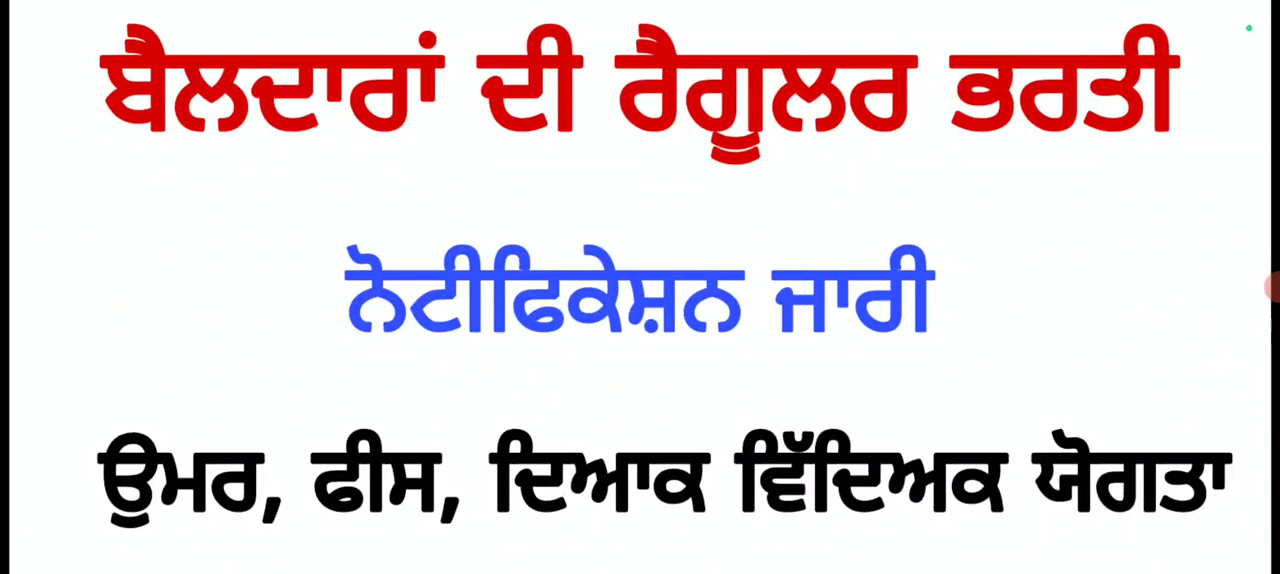 ਬੈਲਦਾਰਾਂ ਦੀ ਰੈਗੂਲਰ ਭਰਤੀ
ਨੋਟੀਫਿਕੇਸ਼ਨ ਜਾਰੀ
ਉਮਰ, ਫੀਸ, ਦਿਆਕ ਵਿੱਦਿਅਕ ਯੋਗਤਾ